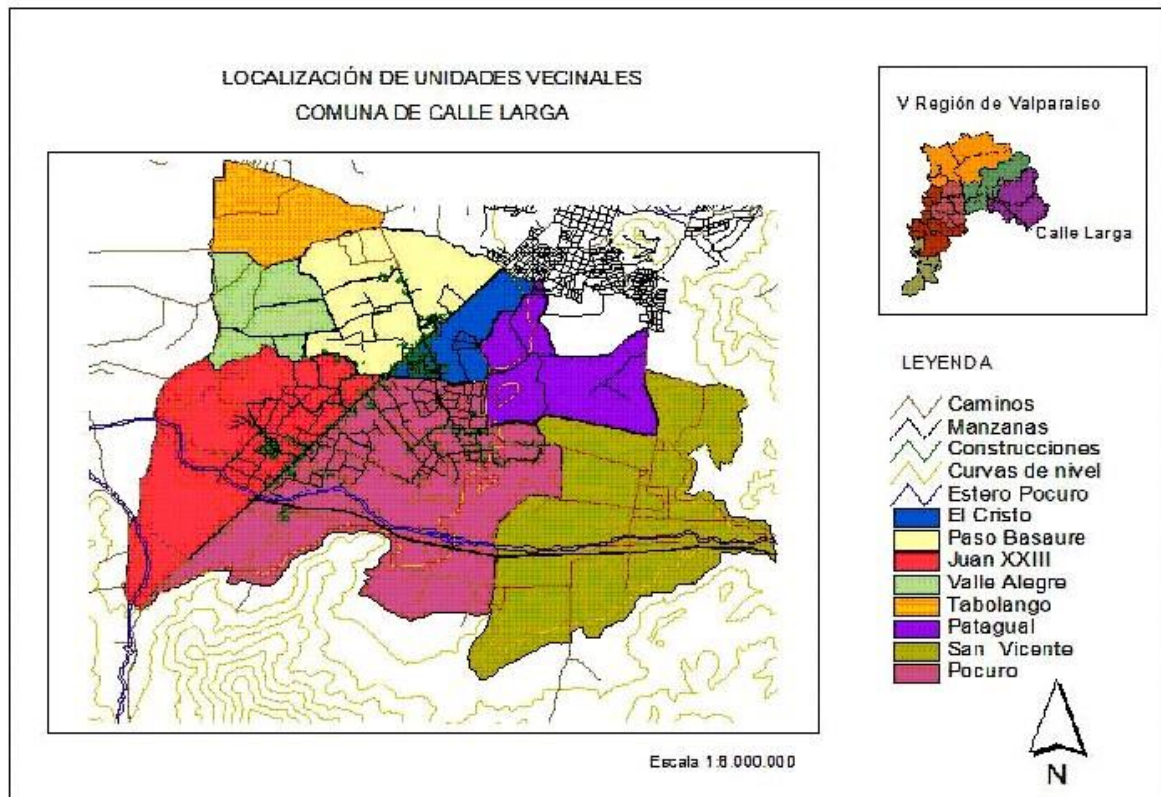 LOCALIZACIÓN DE UNIDADES VECINALES
COMUNA DE CALLE LARGA
V Región de Valparaiso
Calle Larga
LEYENDA
Caminos
Manzanas
Construcciones
Curvas de nivel
Estero Pocuro
El Cristo
Paso Basaure
Juan XXIII
Valle Alegre
Tabolango
Patagual
San Vicente
Pocuro
Escala 1:8.000.000
N